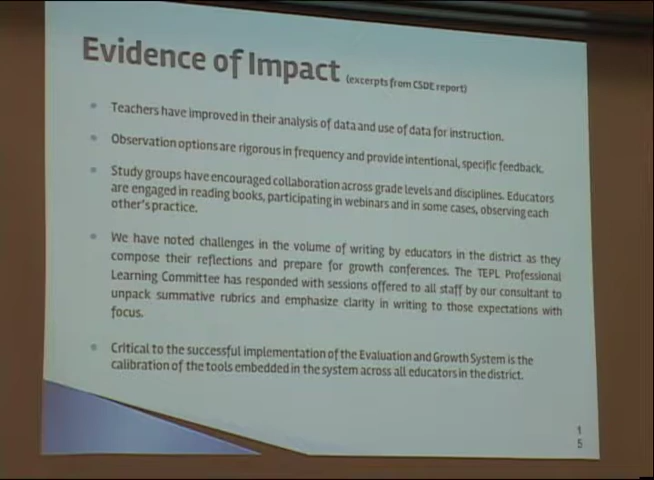 Evidence of Impact (excerpts from CSDE report)
Teachers have improved in their analysis of data and use of data for instruction.
Observation options are rigorous in frequency and provide intentional, specific feedback.
Study groups have encouraged collaboration across grade levels and disciplines. Educators
are engaged in reading books, participating in webinars and in some cases, observing each
other's practice.
We have noted challenges in the volume of writing by educators in the district as they
compose their reflections and prepare for growth conferences. The TEPL Professional
Learning Committee has responded with sessions offered to all staff by our consultant to
unpack summative rubrics and emphasize clarity in writing to those expectations with
focus.
Critical to the successful implementation of the Evaluation and Growth System is the
calibration of the tools embedded in the system across all educators in the district.
1
5